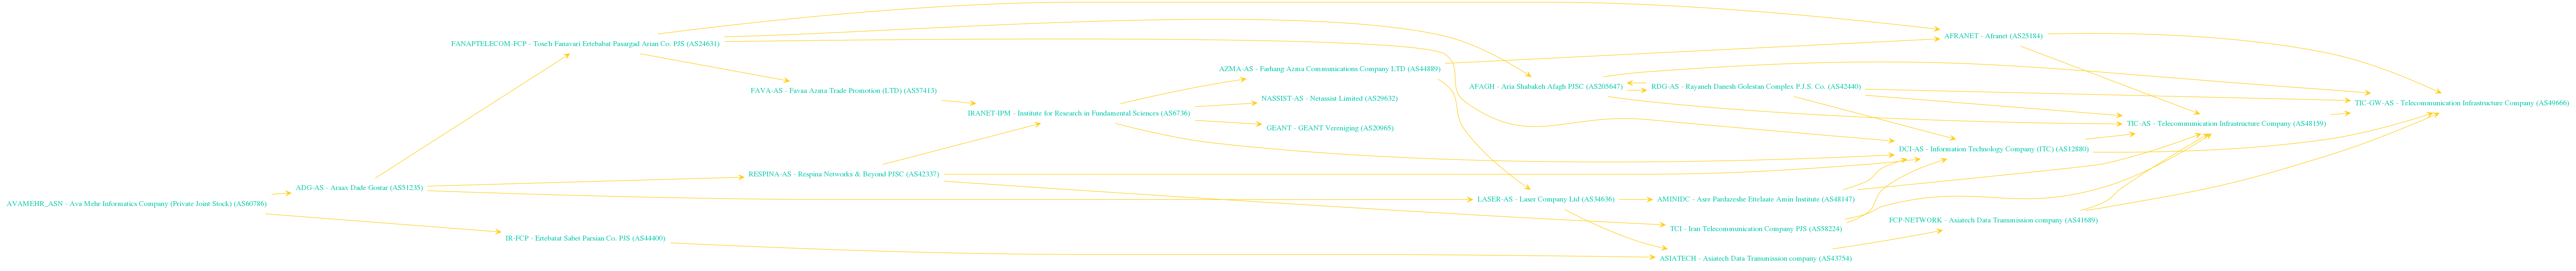 AFRANET - Afranet (AS25184)
FANAPTELECOM-FCP - Tose'h Fanavari Ertebabat Pasargad Arian Co. PJS (AS24631)
AZMA-AS - Farhang Azma Communications Company LTD (AS44889)
AFAGH - Aria Shabakeh Afagh PJSC (AS205647)
RDG-AS - Rayaneh Danesh Golestan Complex P.J.S. Co. (AS42440)
FAVA-AS - Favaa Azma Trade Promotion (LTD) (AS57413)
NASSIST-AS - Netassist Limited (AS29632)
TIC-GW-AS - Telecommunication Infrastructure Company (AS49666)
IRANET-IPM - Institute for Research in Fundamental Sciences (AS6736)
TIC-AS - Telecommunication Infrastructure Company (AS48159)
GEANT - GEANT Vereniging (AS20965)
DCI-AS - Information Technology Company (ITC) (AS12880)
RESPINA-AS - Respina Networks & Beyond PJSC (AS42337)
ADG-AS - Araax Dade Gostar (AS51235)
LASER-AS - Laser Company Ltd (AS34636)
AMINIDC - Aser Pardazeshe Ettelaate Amin Institute (AS48147)
AVAMEHR_ASN - Ava Mehr Informatics Company (Private Joint Stock) (AS60786)
FCP-NETWORK - Asiatech Data Transmission company (AS41689)
TCI - Iran Telecommunication Company PJS (AS58224)
IR-FCP - Ertebatat Sabet Parsian Co. PJS (AS44400)
ASIATECH - Asiatech Data Transmission company (AS43754)